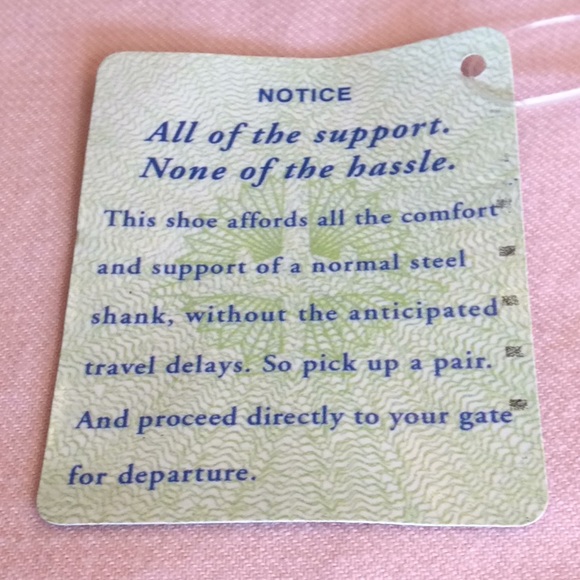 NOTICE
All of the support.
None of the hassle.
This shoe affords all the comfort
and support of a normal steel
shank, without the anticipated
travel delays. So pick up a pair.
And proceed directly to your gate
for departure.